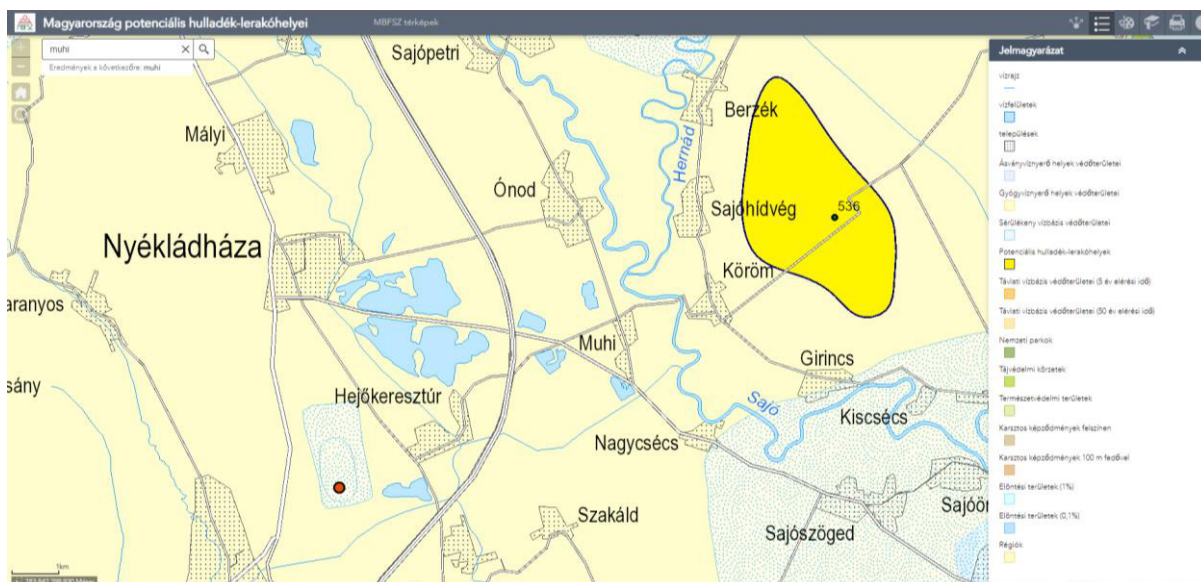 Magyarország potenciális hulladék-lerakóhelyei
MBFSZ térképek
muhi
Eredmények a következőre: muhi
Sajópetri
Mályi
Berzék
Hernád
Ónod
Sajóhídvég
536
Nyékládháza
Köröm
aranyos
Muhi
Girincs
sány
Hejőkeresztúr
Sajó
Kiscsécs
Nagycsécs
Szakáld
Sajószöged
Sajóör
1km
Jelmagyarázat
vízrajz
vízfelületek
települések
Ásványvíznyerő helyek védőterületei
Gyógyvíznyerő helyek védőterületei
Sérülékeny vízbázis védőterületei
Potenciális hulladék-lerakóhelyek
Távlati vízbázis védőterületei (5 év elérési idő)
Távlati vízbázis védőterületei (50 év elérési idő)
Nemzeti parkok
Tájvédelmi körzetek
Természetvédelmi területek
Karsztos képződmények felszínen
Karsztos képződmények 100 m fedővel
Elöntési területek (1%)
Elöntési területek (0,1%)
Régiók